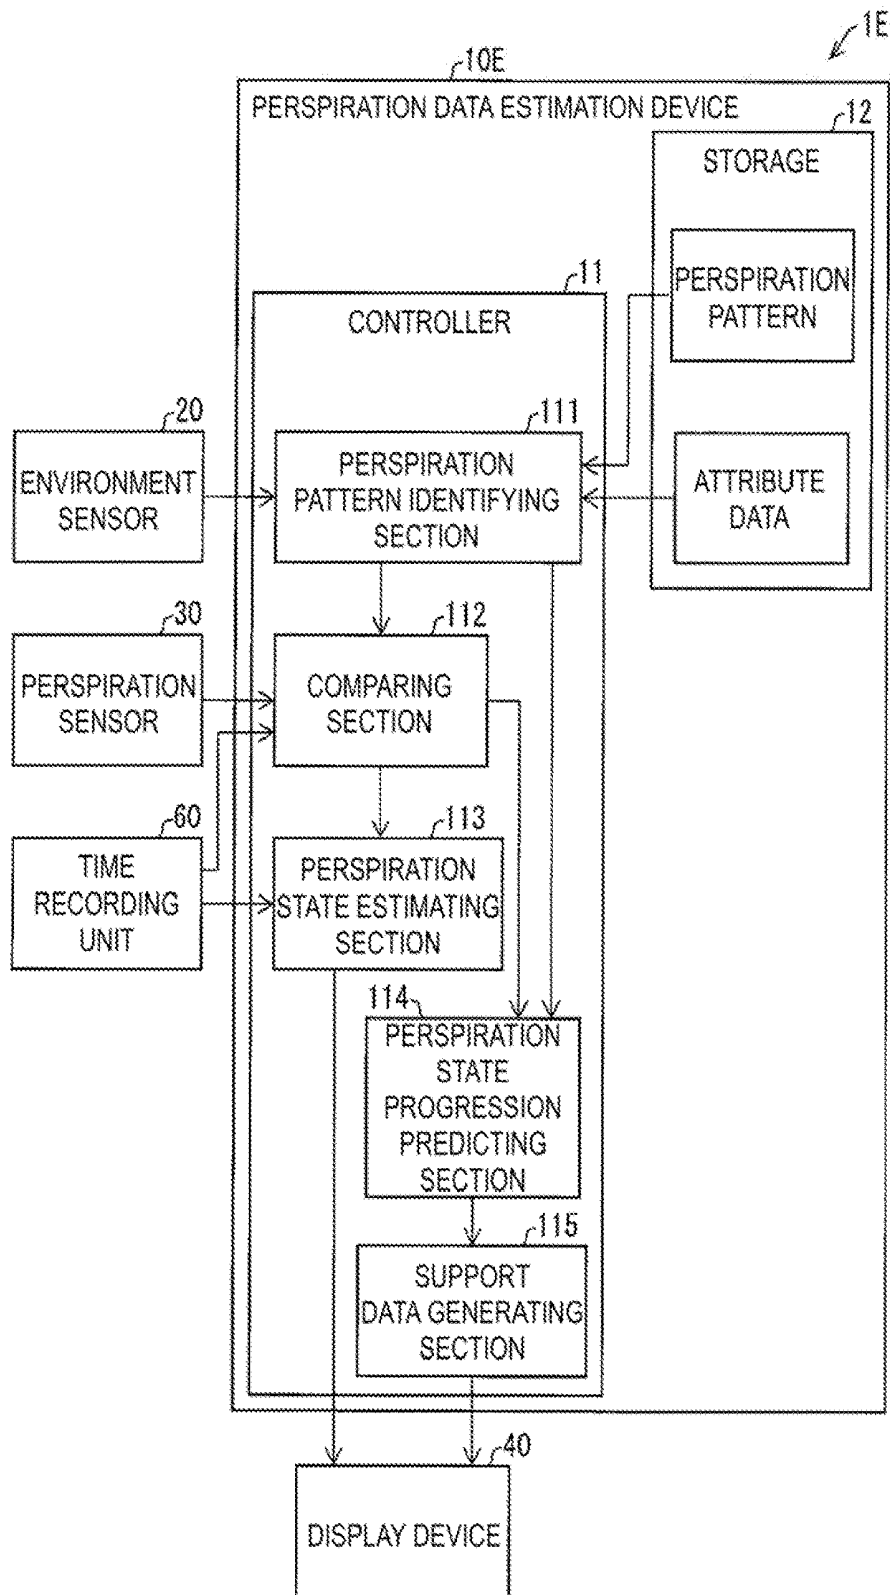 1E
10E
PERSPIRATION DATA ESTIMATION DEVICE
12
STORAGE
PERSPIRATION
PATTERN
ATTRIBUTE
DATA
11
CONTROLLER
20
ENVIRONMENT
SENSOR
111
PERSPIRATION
PATTERN IDENTIFYING
SECTION
30
PERSPIRATION
SENSOR
112
COMPARING
SECTION
60
TIME
RECORDING
UNIT
113
PERSPIRATION
STATE ESTIMATING
SECTION
114
PERSPIRATION
STATE
PROGRESSION
PREDICTING
SECTION
115
SUPPORT
DATA GENERATING
SECTION
40
DISPLAY DEVICE